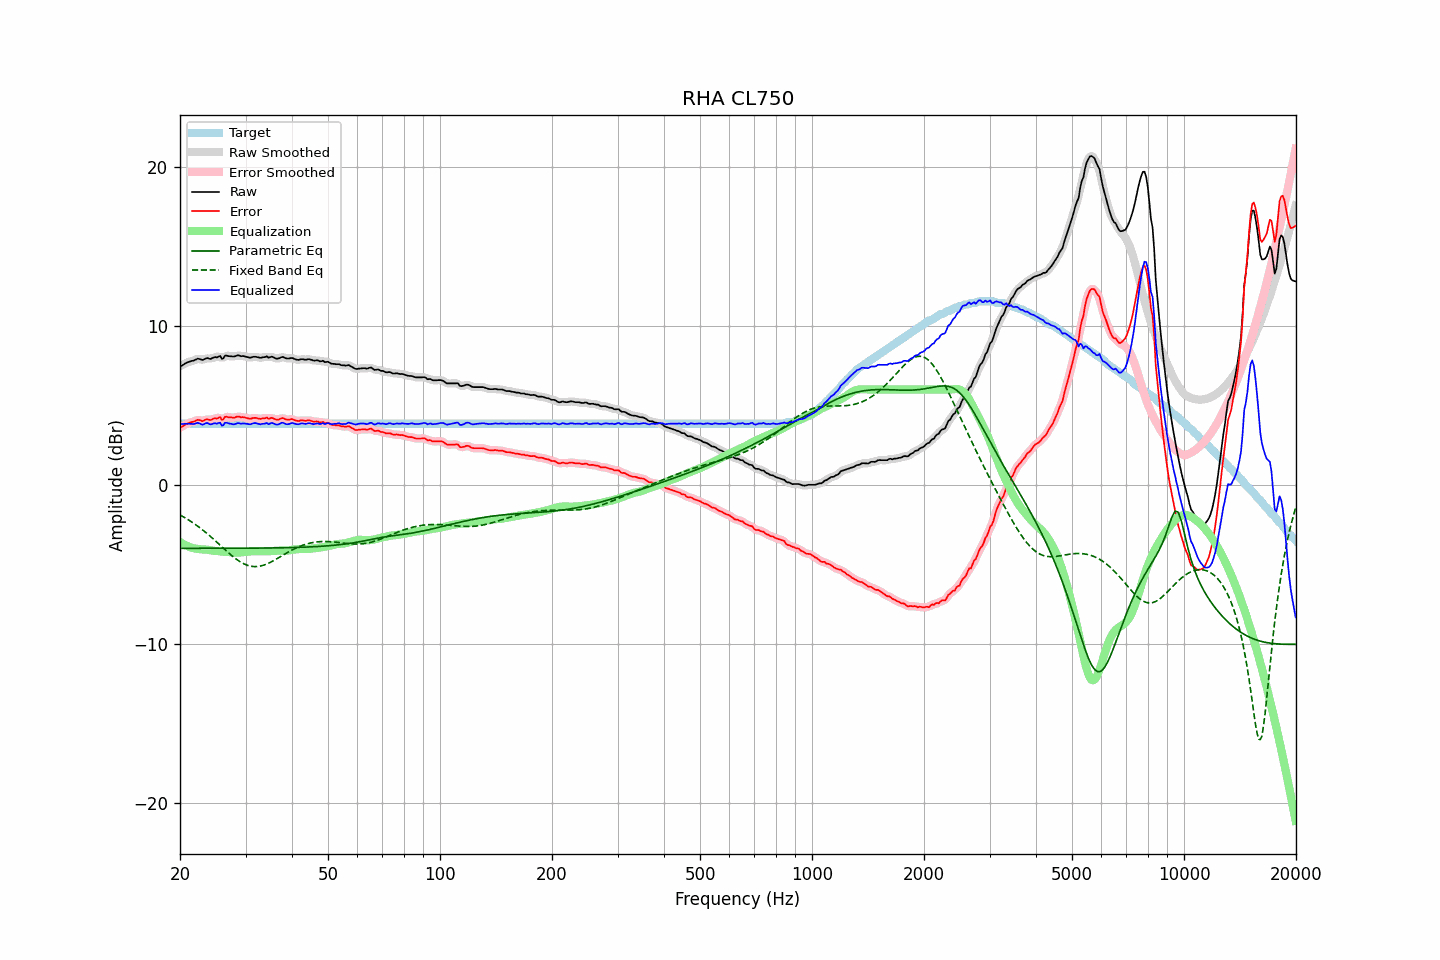 RHA CL750
Target
Raw Smoothed
Error Smoothed
Raw
Error
Equalization
Parametric Eq
Fixed Band Eq
Equalized
20
10
0
−10
−20
Amplitude (dBr)
20 50 100 200 500 1000 2000 5000 10000 20000
Frequency (Hz)